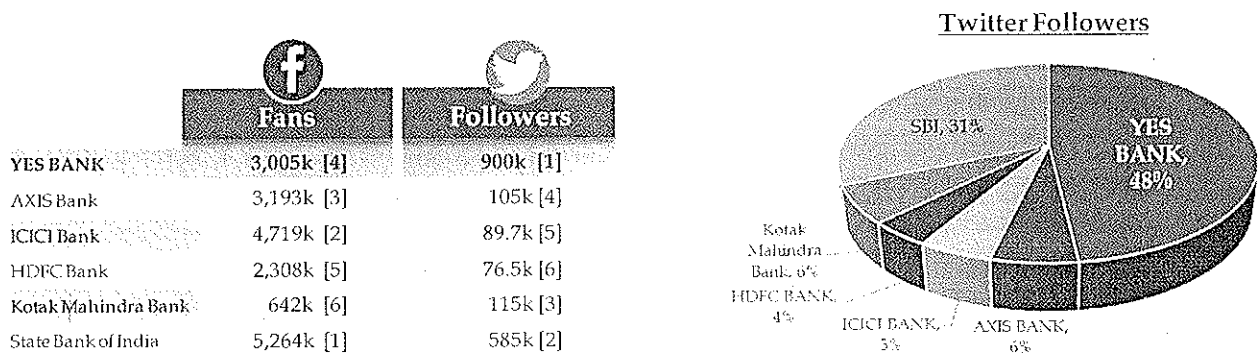 Twitter Followers
f
Fans Followers
YES BANK 3,005k [4] 900k [1]
AXIS Bank 3,193k [3] 105k [4]
ICICI Bank 4,719k [2] 89.7k [5]
HDFC Bank 2,308k [5] 76.5k [6]
Kotak Mahindra Bank 642k [6] 115k [3]
State Bank of India 5,264k [1] 585k [2]
SBI, 31%
YES
BANK,
48%
Kotak
Mahindra
Bank, 6%
HDFC BANK,
4%
ICICI BANK,
5%
AXIS BANK,
6%